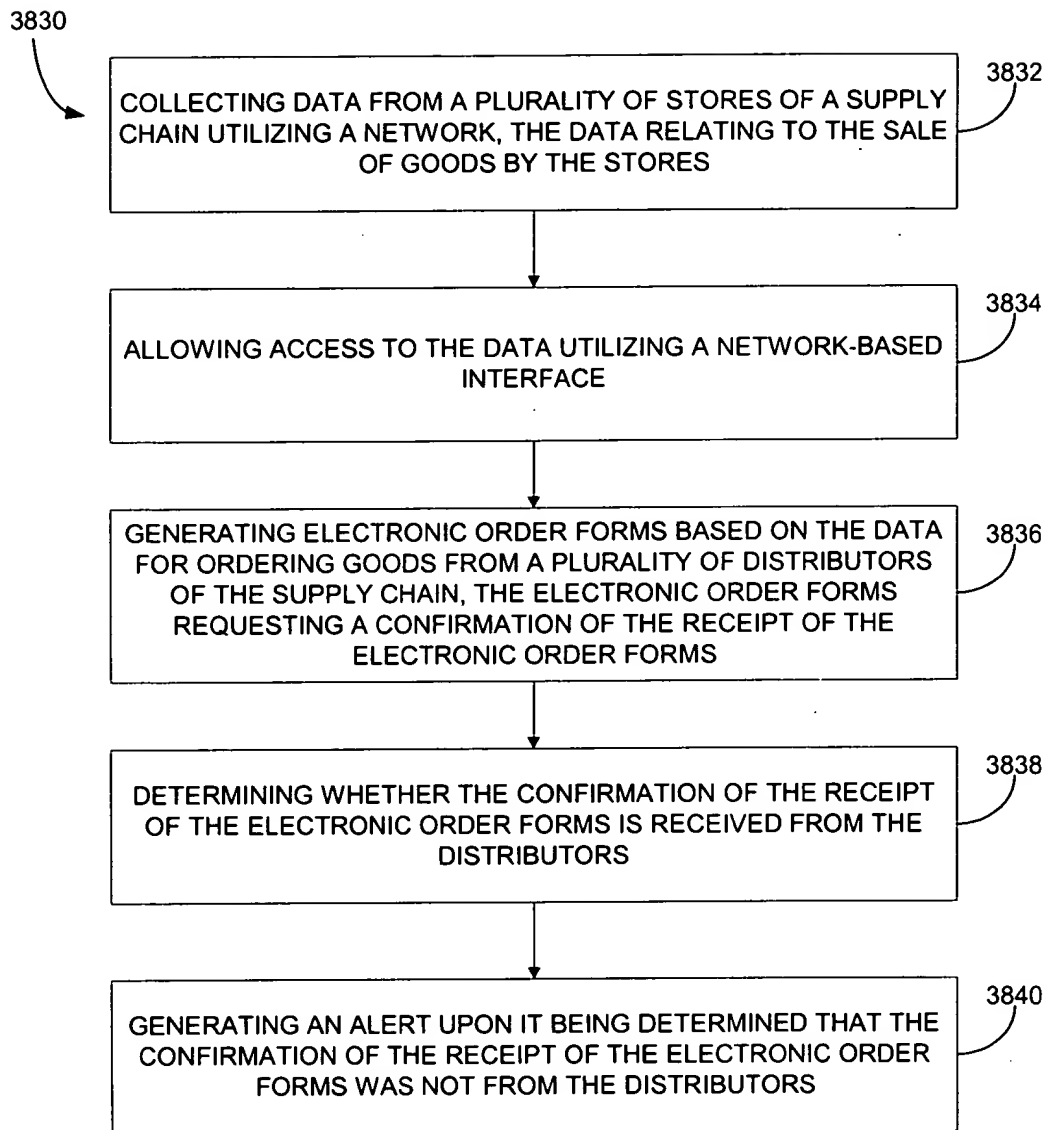 3830
3832
COLLECTING DATA FROM A PLURALITY OF STORES OF A SUPPLY
CHAIN UTILIZING A NETWORK, THE DATA RELATING TO THE SALE
OF GOODS BY THE STORES
3834
ALLOWING ACCESS TO THE DATA UTILIZING A NETWORK-BASED
INTERFACE
3836
GENERATING ELECTRONIC ORDER FORMS BASED ON THE DATA
FOR ORDERING GOODS FROM A PLURALITY OF DISTRIBUTORS
OF THE SUPPLY CHAIN, THE ELECTRONIC ORDER FORMS
REQUESTING A CONFIRMATION OF THE RECEIPT OF THE
ELECTRONIC ORDER FORMS
3838
DETERMINING WHETHER THE CONFIRMATION OF THE RECEIPT
OF THE ELECTRONIC ORDER FORMS IS RECEIVED FROM THE
DISTRIBUTORS
3840
GENERATING AN ALERT UPON IT BEING DETERMINED THAT THE
CONFIRMATION OF THE RECEIPT OF THE ELECTRONIC ORDER
FORMS WAS NOT FROM THE DISTRIBUTORS